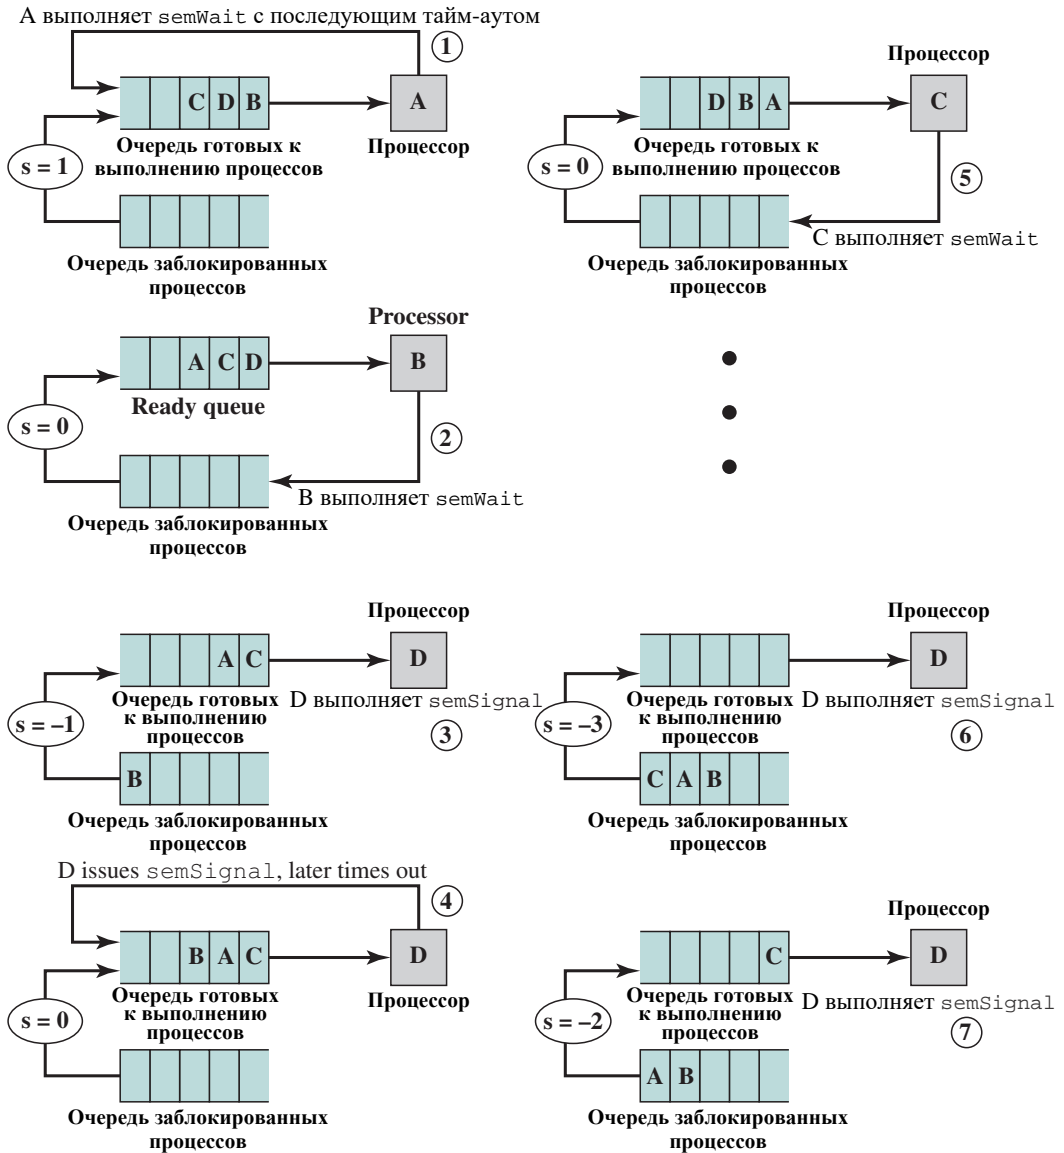 А выполняет semWait с последующим тайм-аутом
1
C D B
A
Процессор
Очередь готовых к
выполнению процессов
s = 1
Очередь заблокированных
процессов
Процессор
D B A
C
Очередь готовых к
выполнению процессов
s = 0
5
С выполняет semWait
Очередь заблокированных
процессов
Processor
A C D
B
Ready queue
s = 0
2
В выполняет semWait
Очередь заблокированных
процессов
Процессор
A C
D
Очередь готовых
к выполнению
процессов
D выполняет semSignal
s = –1
3
B
Очередь заблокированных
процессов
Процессор
D
Очередь готовых
к выполнению
процессов
D выполняет semSignal
s = –3
6
C A B
Очередь заблокированных
процессов
D issues semSignal, later times out
4
B A C
D
Процессор
Очередь готовых
к выполнению
процессов
s = 0
Очередь заблокированных
процессов
Процессор
C
D
Очередь готовых
к выполнению
процессов
D выполняет semSignal
s = –2
7
A B
Очередь заблокированных
процессов